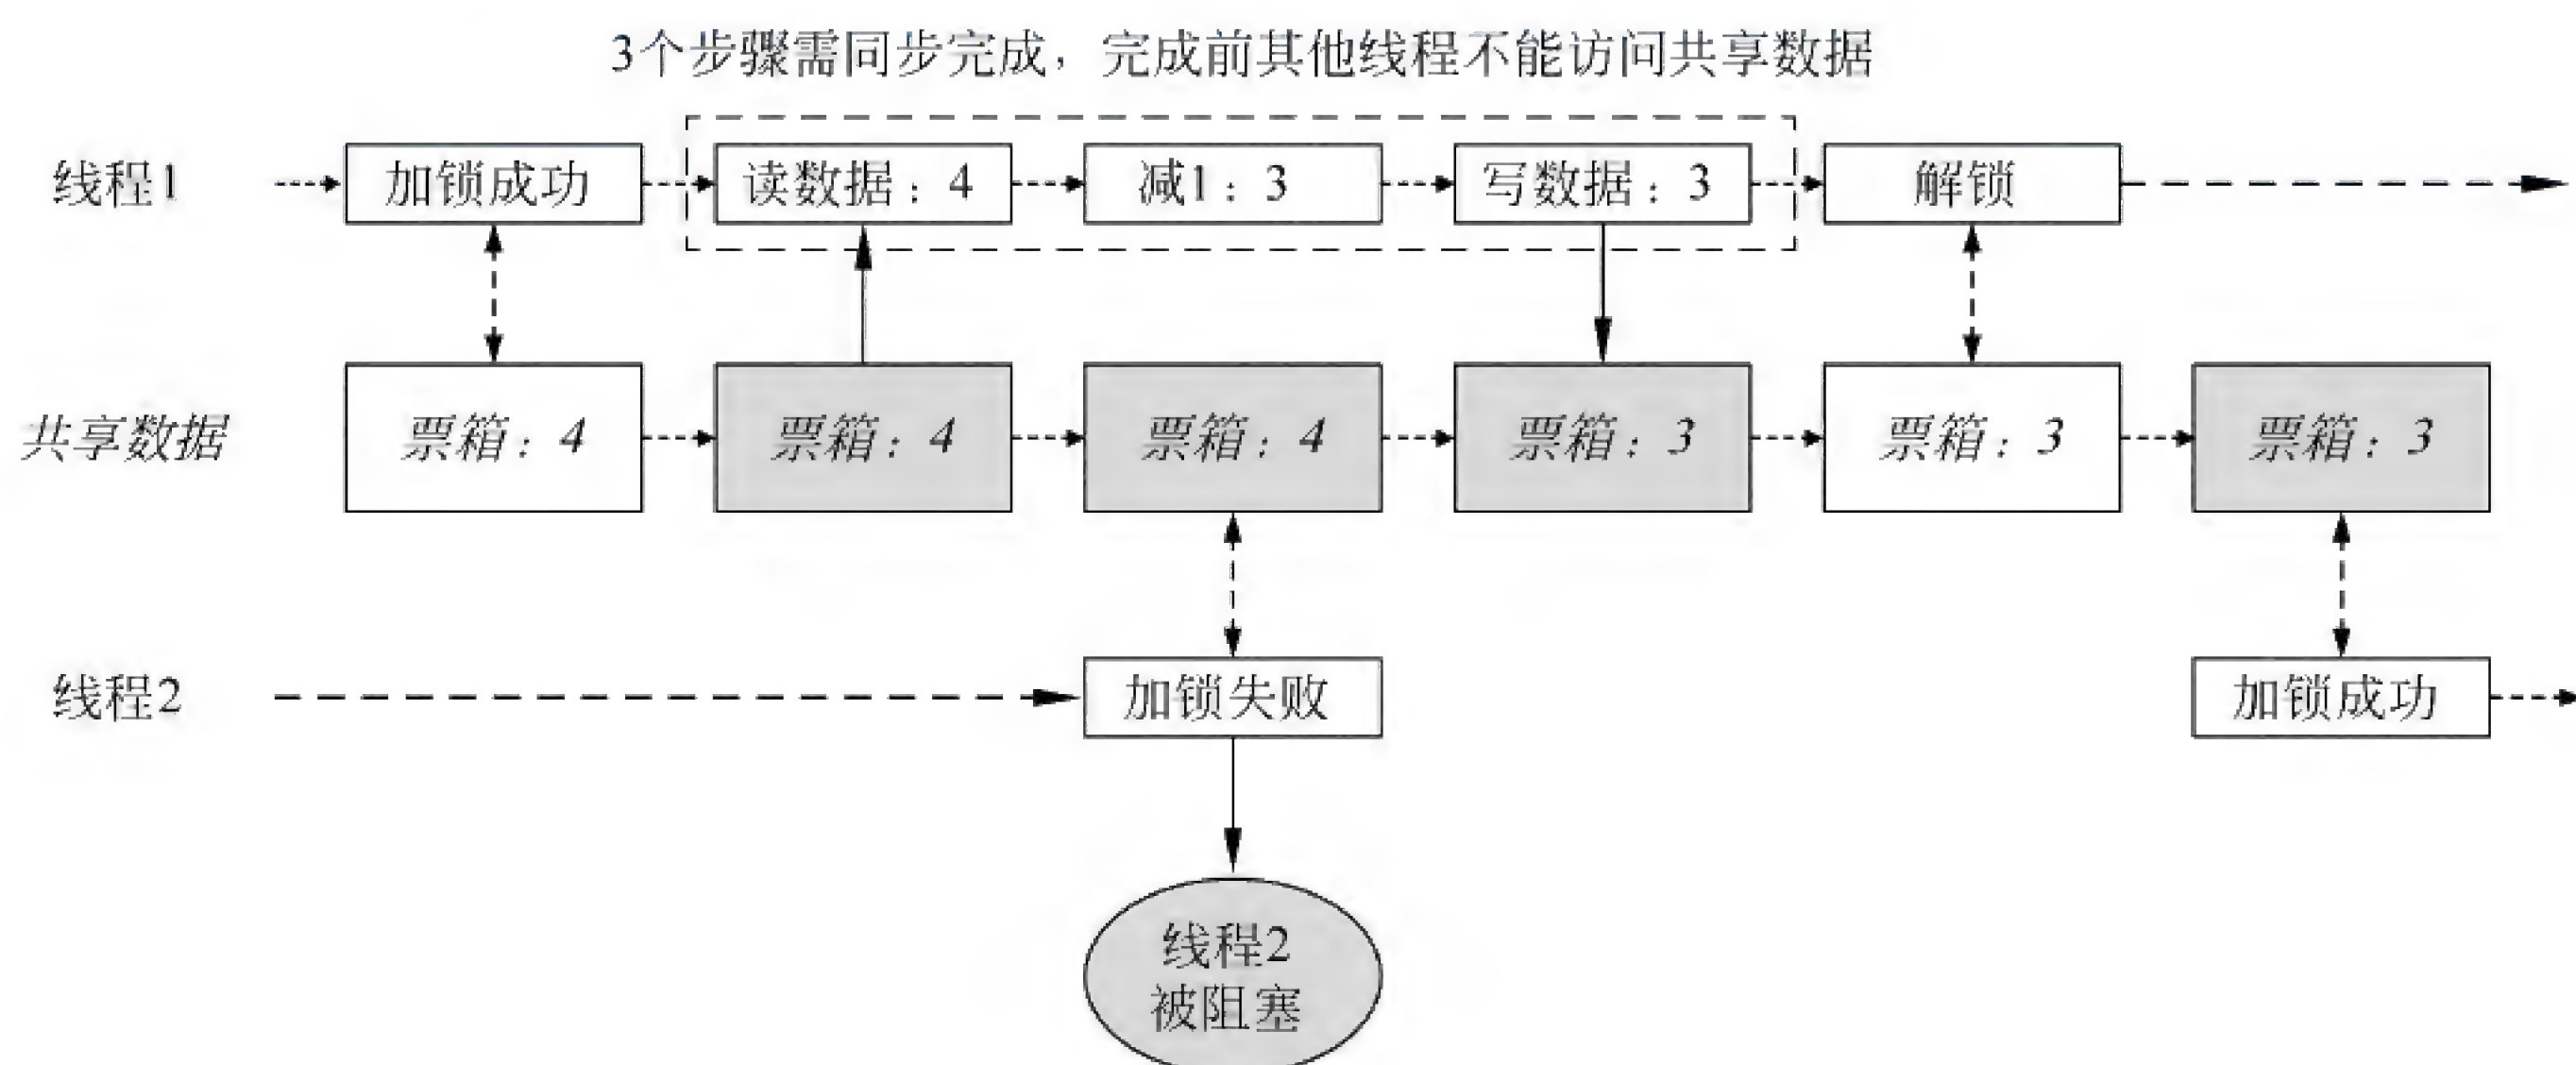 3个步骤需同步完成，完成前其他线程不能访问共享数据
线程1
加锁成功
读数据：4
减1：3
写数据：3
解锁
共享数据
票箱：4
票箱：4
票箱：4
票箱：3
票箱：3
票箱：3
线程2
加锁失败
加锁成功
线程2
被阻塞